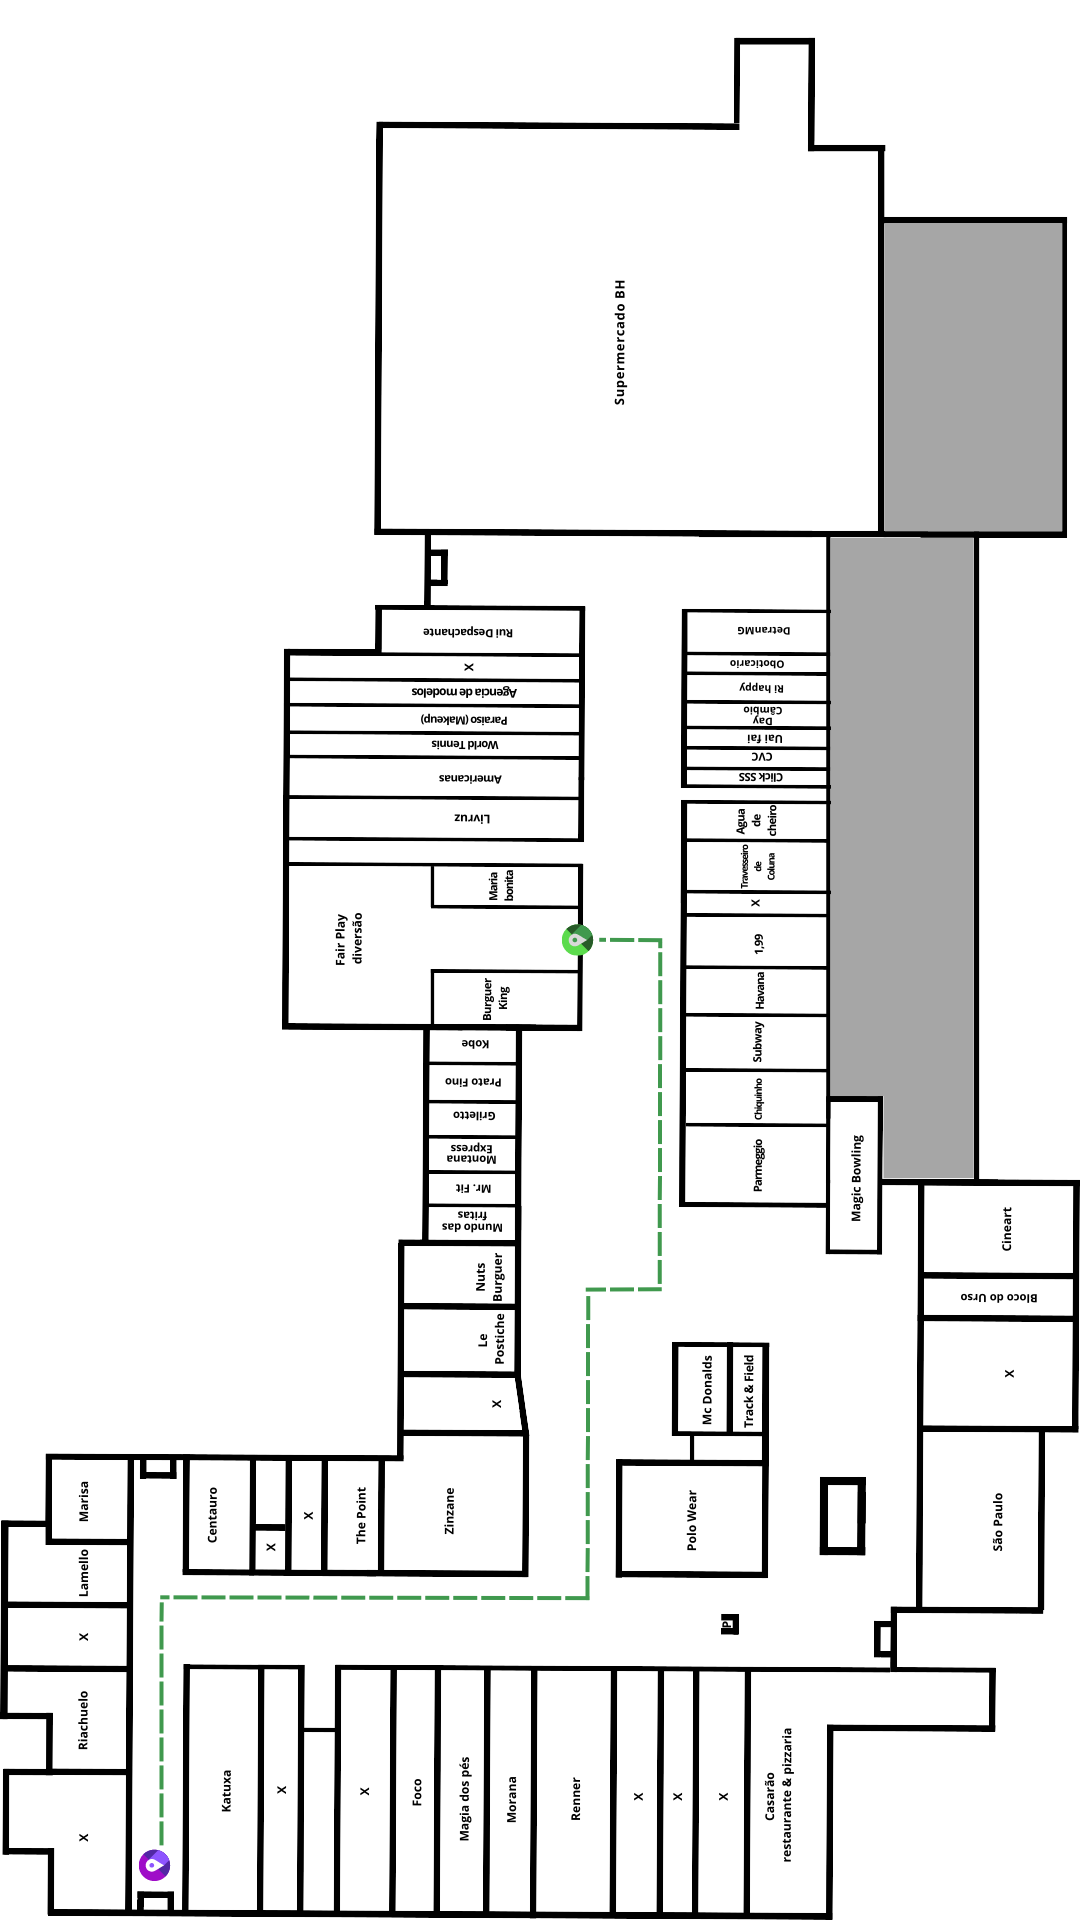 Supermercado BH
Rui Despachante
X
Agencia de modelos
Paraiso (Makeup)
World Tennis
Americanas
Livruz
DetranMG
Oboticario
Ri happy
Day
Câmbio
Uai fai
CVC
Click SSS
Agua
de
cheiro
Travesseiro
de
Coluna
X
1,99
Havana
Subway
Chiquinho
Parmeggio
Magic Bowling
Maria
bonita
Fair Play
diversão
Burguer
King
Kobe
Prato Fino
Griletto
Montana
Express
Mr. Fit
Mundo das
fritas
Nuts
Burguer
Le
Postiche
X
Zinzane
The Point
X
X
Centauro
Mc Donalds
Track & Field
Polo Wear
Cineart
Bloco do Urso
X
São Paulo
P
Marisa
Lamello
X
Riachuelo
X
Katuxa
X
X
Foco
Magia dos pés
Morana
Renner
X
X
X
Casarão
restaurante & pizzaria